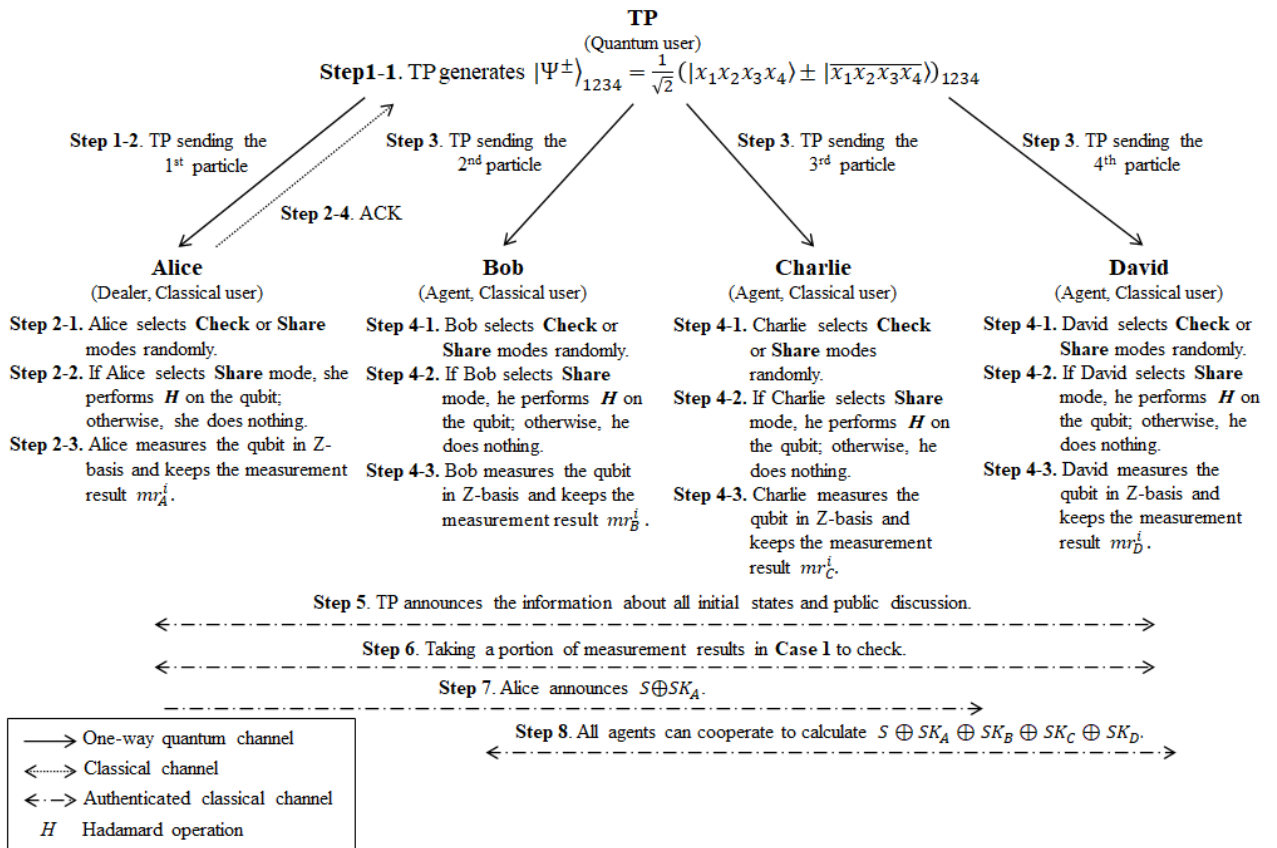 TP
(Quantum user)
Step1-1. TP generates |Ψ±⟩₁₂₃₄ = 1/√2 (|x₁x₂x₃x₄⟩ ± |x̅₁x̅₂x̅₃x̅₄⟩)₁₂₃₄
Step 1-2. TP sending the
1st particle
Step 3. TP sending the
2nd particle
Step 3. TP sending the
3rd particle
Step 3. TP sending the
4th particle
Step 2-4. ACK
Alice
(Dealer, Classical user)
Step 2-1. Alice selects Check or Share
modes randomly.
Step 2-2. If Alice selects Share mode, she
performs H on the qubit;
otherwise, she does nothing.
Step 2-3. Alice measures the qubit in Z-
basis and keeps the measurement
result mr_A^i.
Bob
(Agent, Classical user)
Step 4-1. Bob selects Check or
Share modes randomly.
Step 4-2. If Bob selects Share
mode, he performs H on
the qubit; otherwise, he
does nothing.
Step 4-3. Bob measures the qubit
in Z-basis and keeps the
measurement result mr_B^i.
Charlie
(Agent, Classical user)
Step 4-1. Charlie selects Check
or Share modes
randomly.
Step 4-2. If Charlie selects Share
mode, he performs H on
the qubit; otherwise, he
does nothing.
Step 4-3. Charlie measures the
qubit in Z-basis and
keeps the measurement
result mr_C^i.
David
(Agent, Classical user)
Step 4-1. David selects Check or
Share modes randomly.
Step 4-2. If David selects Share
mode, he performs H on
the qubit; otherwise, he
does nothing.
Step 4-3. David measures the
qubit in Z-basis and
keeps the measurement
result mr_D^i.
Step 5. TP announces the information about all initial states and public discussion.
Step 6. Taking a portion of measurement results in Case 1 to check.
Step 7. Alice announces S⊕SK_A.
Step 8. All agents can cooperate to calculate S ⊕ SK_A ⊕ SK_B ⊕ SK_C ⊕ SK_D.
One-way quantum channel
Classical channel
Authenticated classical channel
H Hadamard operation